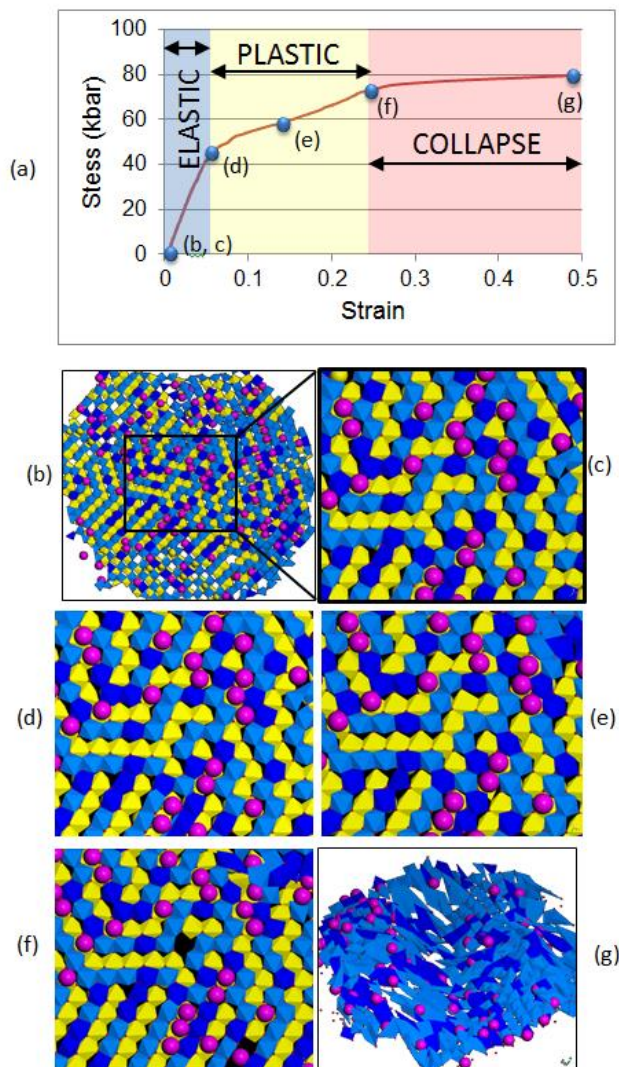 100
80
60
40
20
0
Stess (kbar)
ELASTIC
PLASTIC
COLLAPSE
(b, c)
(d)
(e)
(f)
(g)
0
0.1
0.2
0.3
0.4
0.5
Strain
(a)
(b)
(c)
(d)
(e)
(f)
(g)